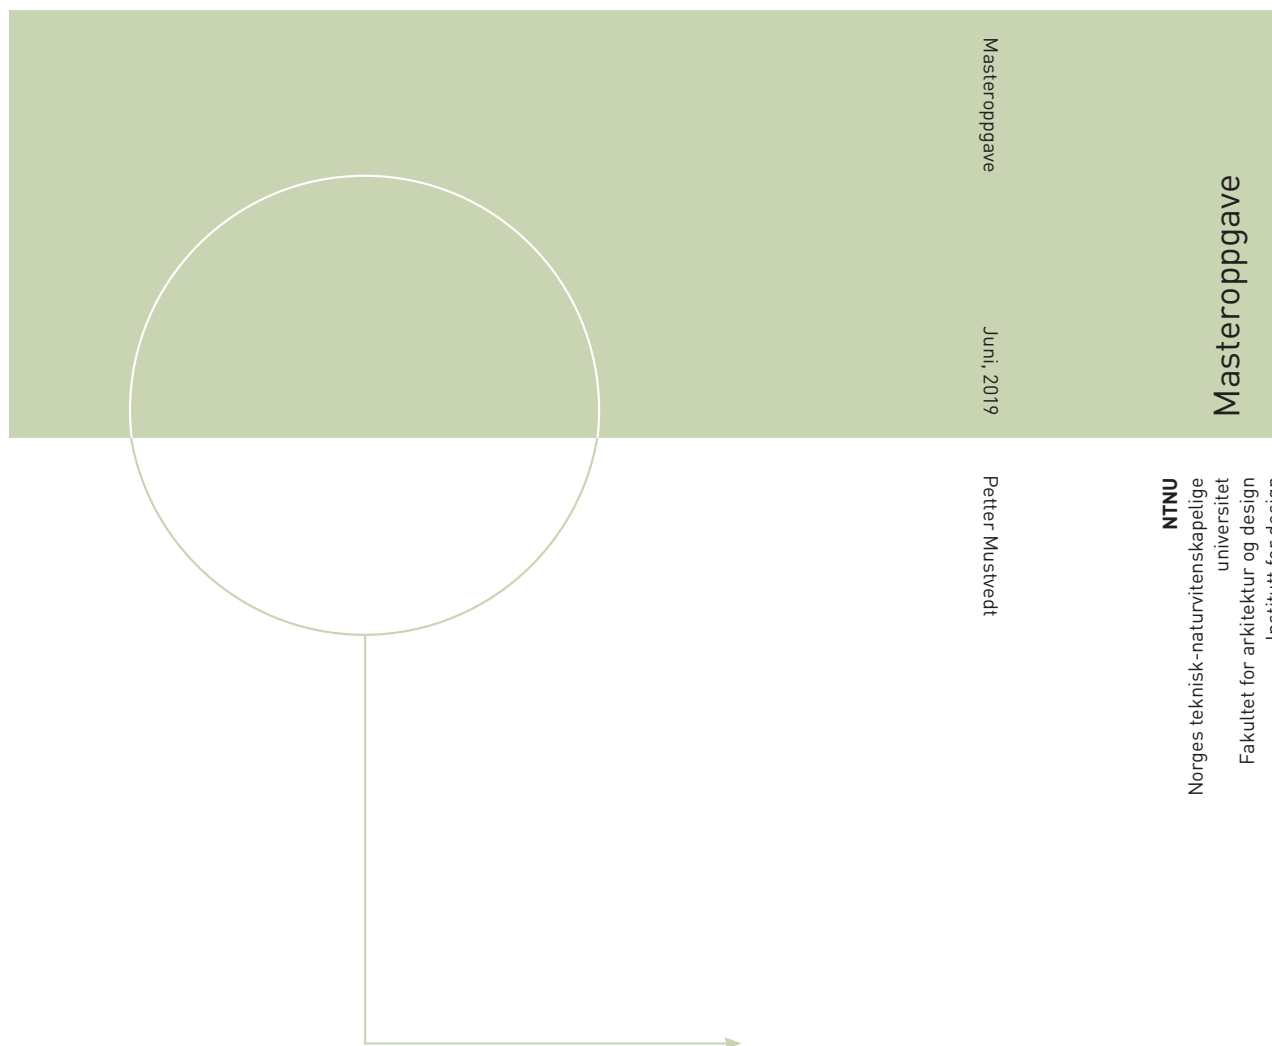 Masteroppgave
Juni, 2019
Petter Mustvedt
Masteroppgave
NTNU
Norges teknisk-naturvitenskapelige
universitet
Fakultet for arkitektur og design